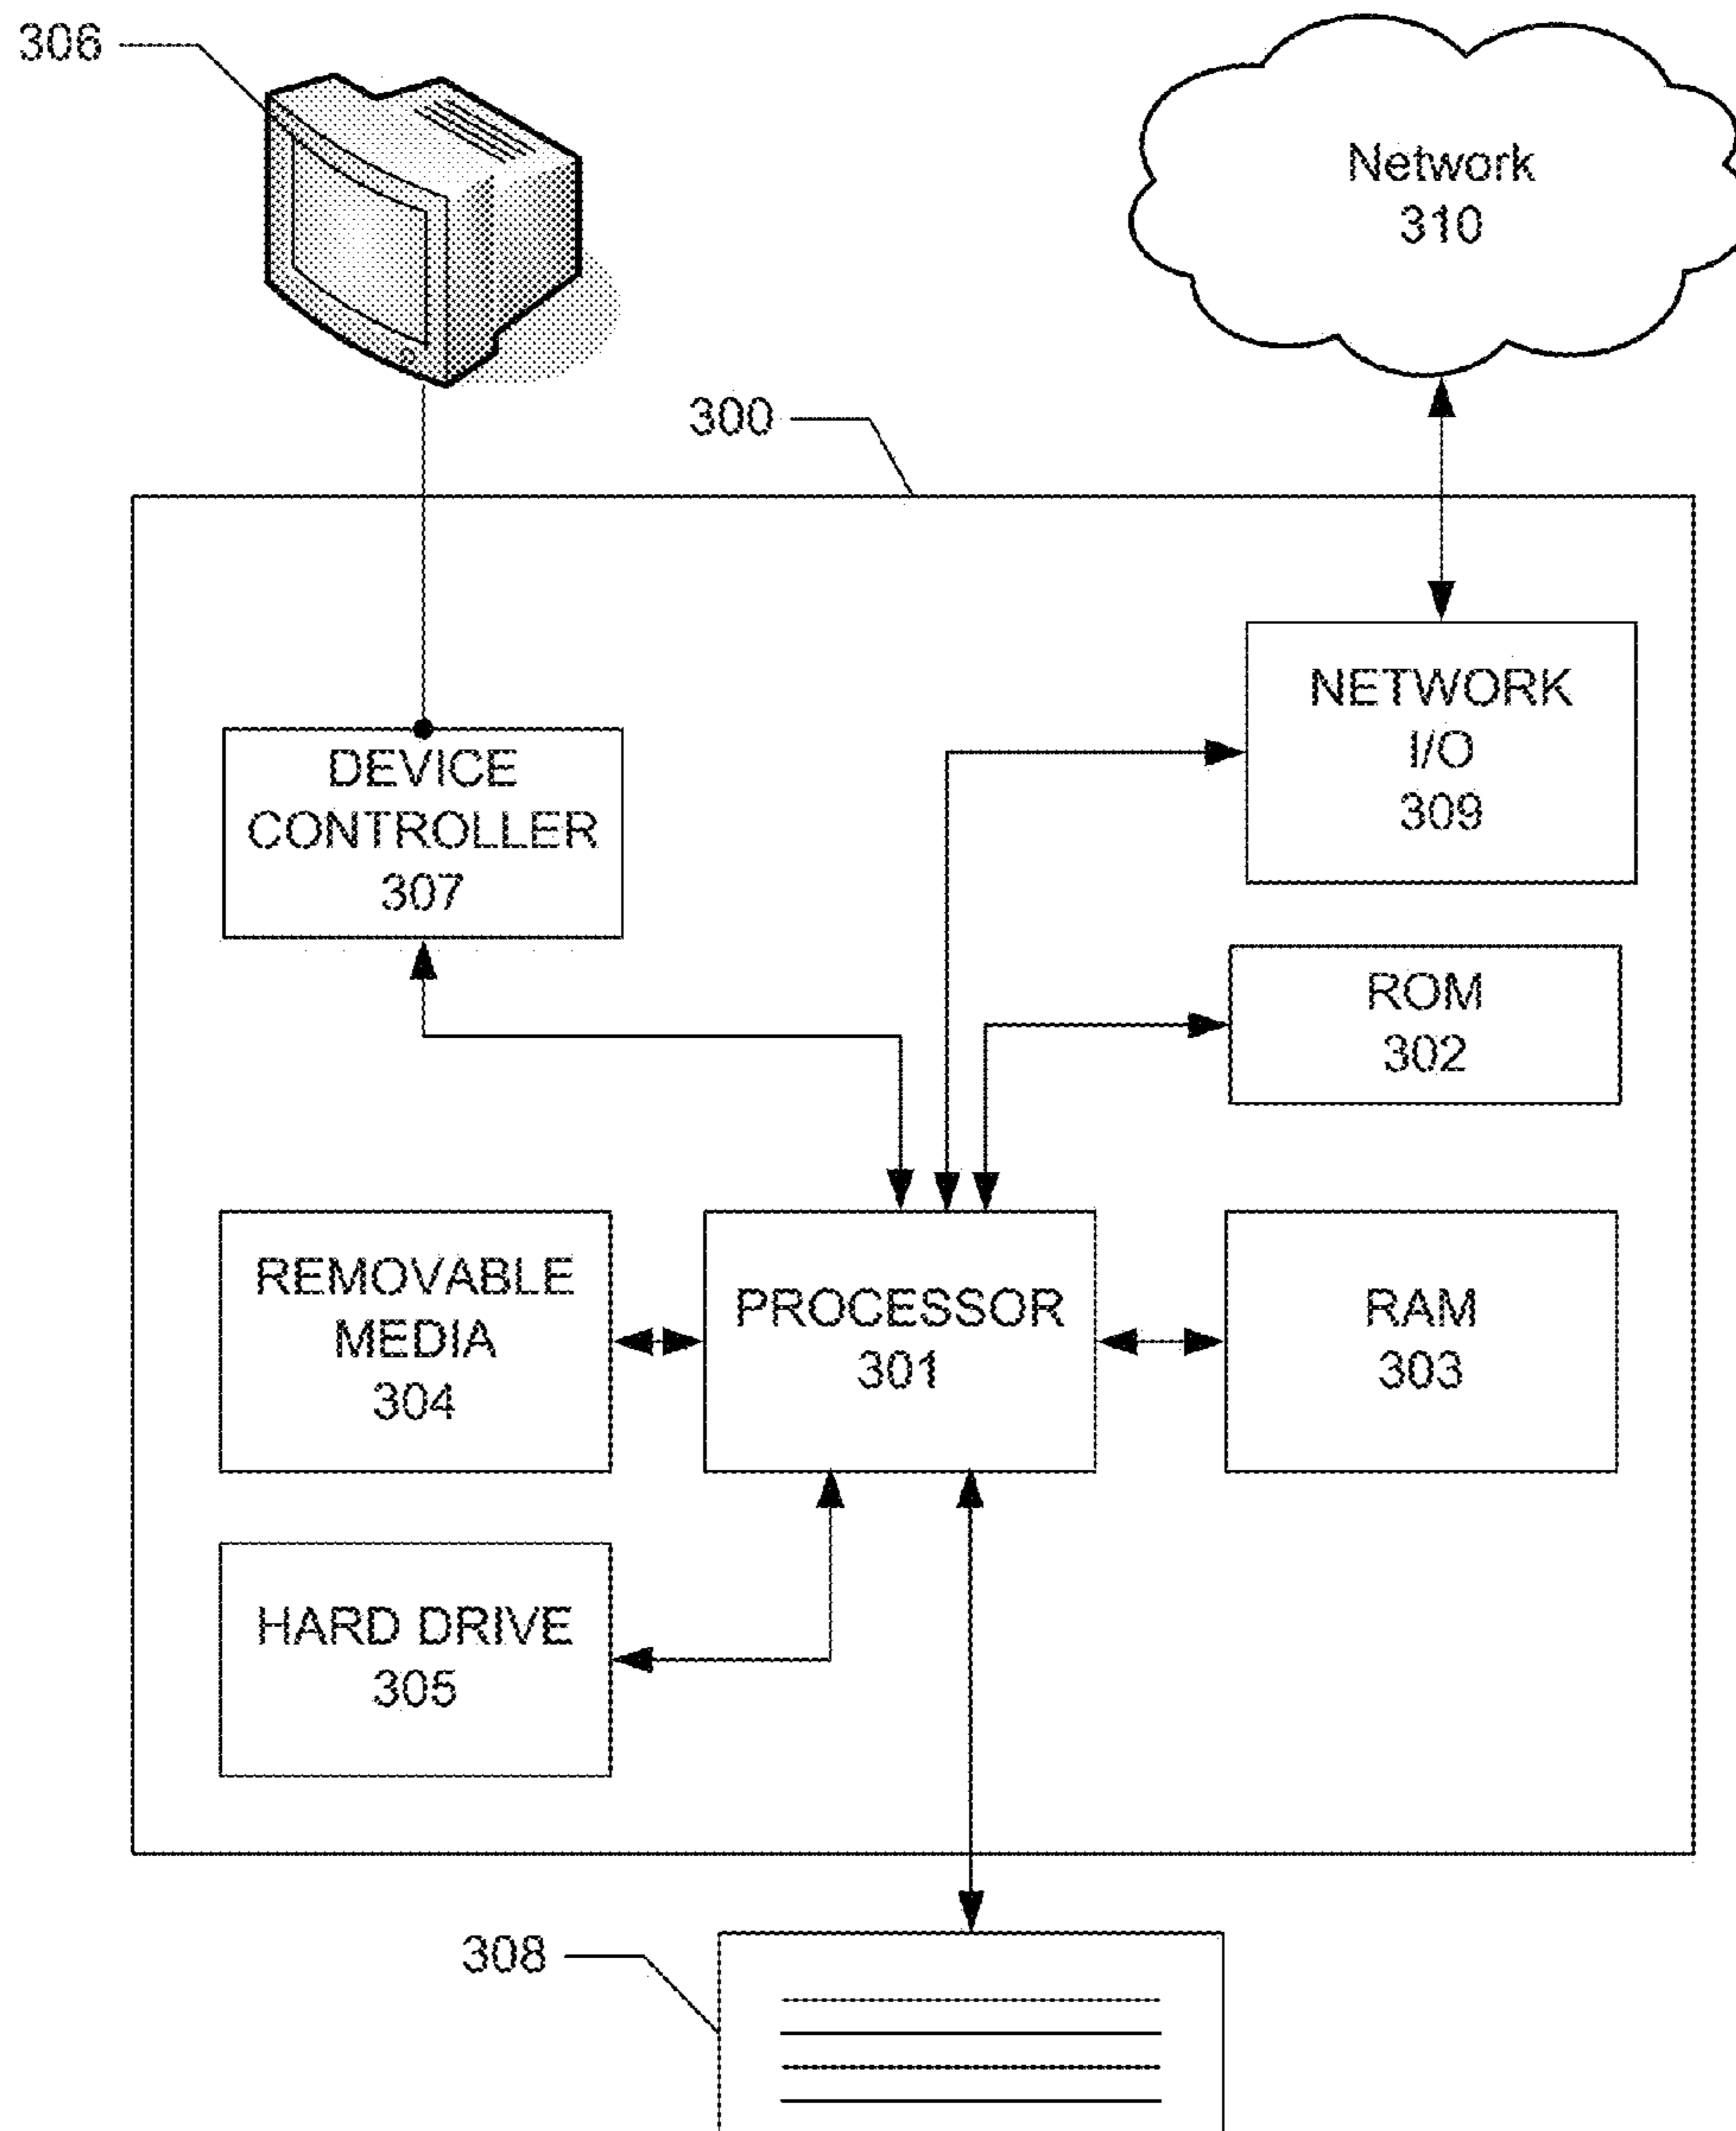 306
Network
310
300
NETWORK
I/O
309
DEVICE
CONTROLLER
307
ROM
302
REMOVABLE
MEDIA
304
PROCESSOR
301
RAM
303
HARD DRIVE
305
308